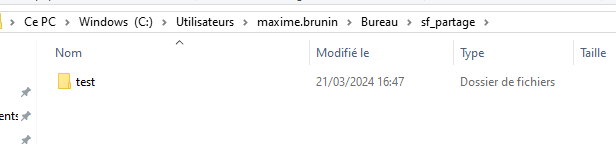 Ce PC > Windows (C:) > Utilisateurs > maxime.brunin > Bureau > sf_partage >
Nom Modifié le Type Taille
test 21/03/2024 16:47 Dossier de fichiers
ents